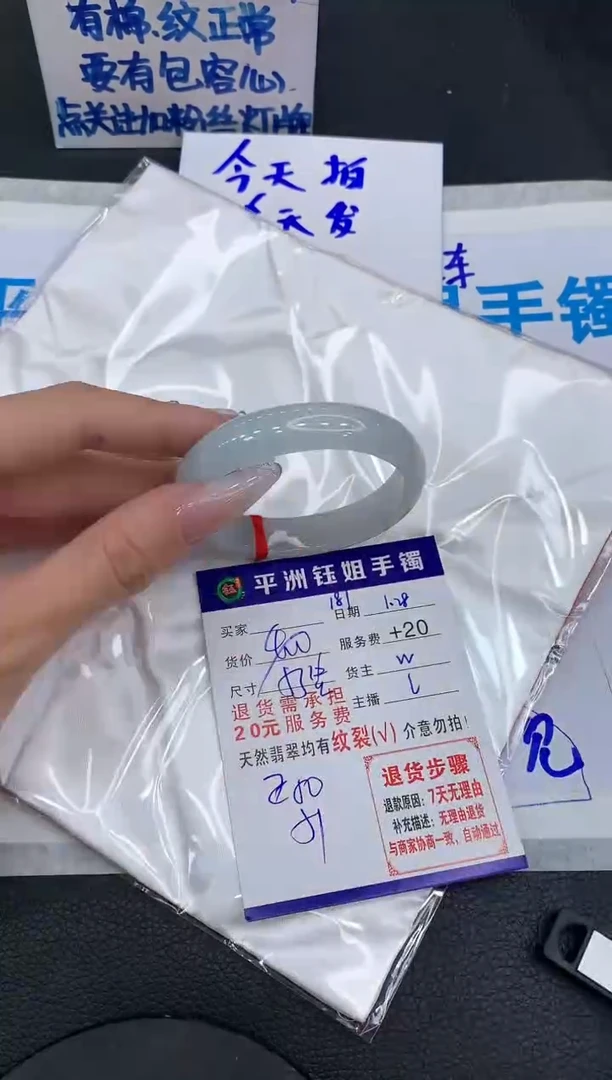 有棉、纹正常
要有包容心
点关注加粉丝灯牌
今天拍
天发
手镯
平洲钰姐手镯
买家
日期 1.28
货价
服务费 +20
尺寸
货主 W
退货需承担
主播 L
20元服务费
天然翡翠均有纹裂(√) 介意勿拍!
退货步骤
退款原因:7天无理由
补充描述:无理由退货
与商家协商一致,自动通过